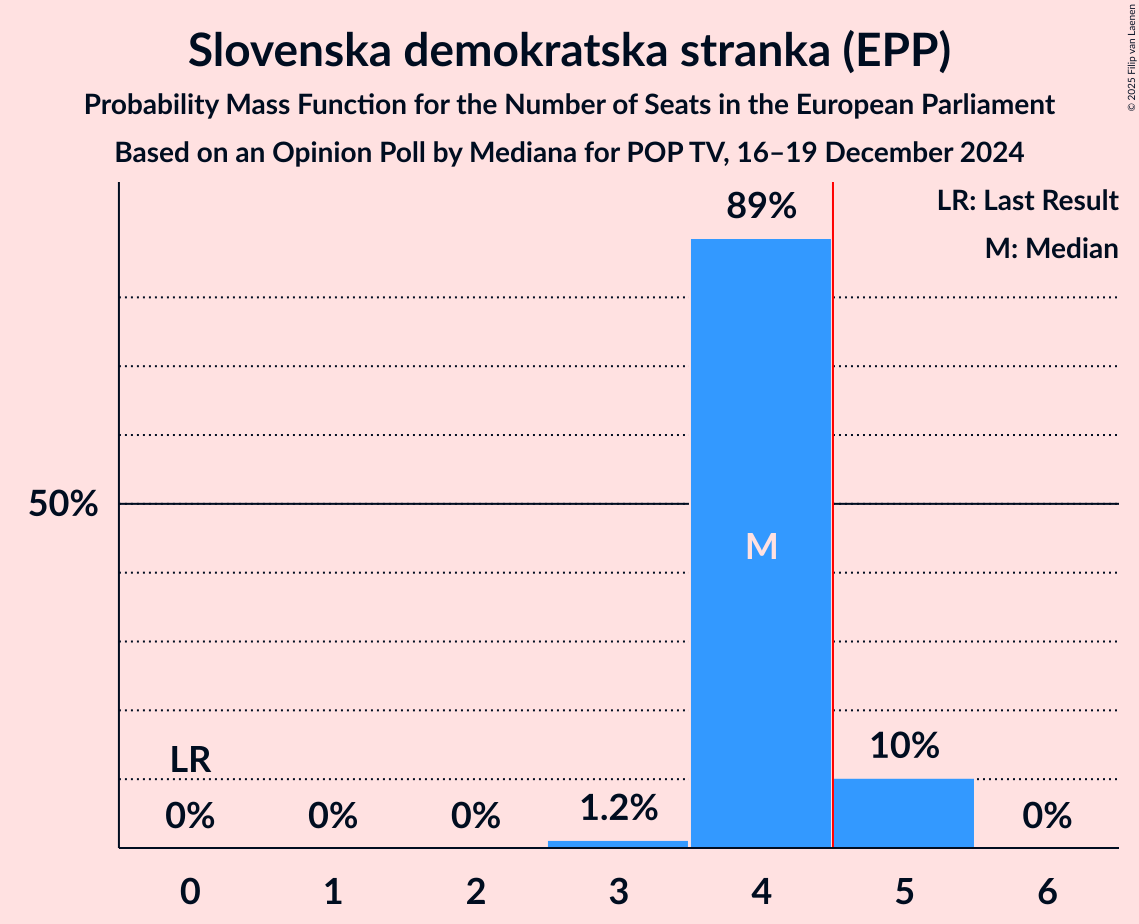 Slovenska demokratska stranka (EPP)
Probability Mass Function for the Number of Seats in the European Parliament
Based on an Opinion Poll by Mediana for POP TV, 16–19 December 2024
© 2025 Filip van Laenen
LR: Last Result
M: Median
89%
50%
M
LR
10%
0%
0%
0%
1.2%
0%
0
1
2
3
4
5
6